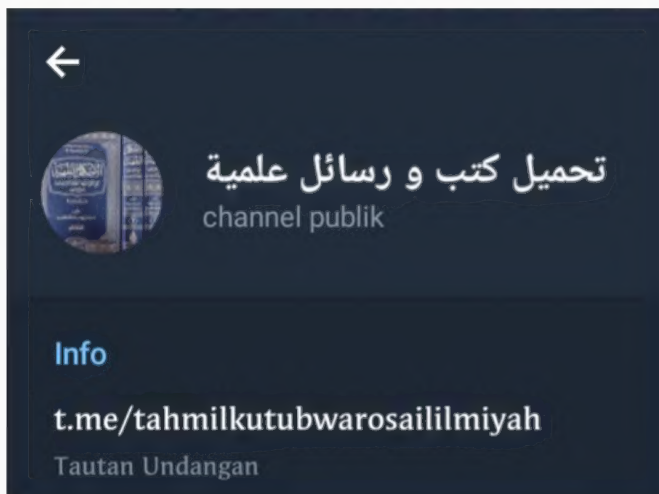 تحميل كتب و رسائل علمية
channel publik
Info
t.me/tahmilkutubwarosaililmiyah
Tautan Undangan